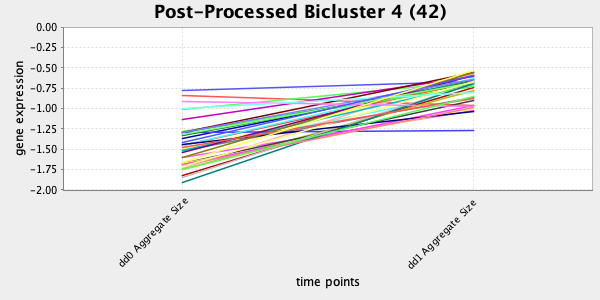 Post-Processed Bicluster 4 (42)
gene expression
0.00
-0.25
-0.50
-0.75
-1.00
-1.25
-1.50
-1.75
-2.00
dd0 Aggregate Size
dd1 Aggregate Size
time points